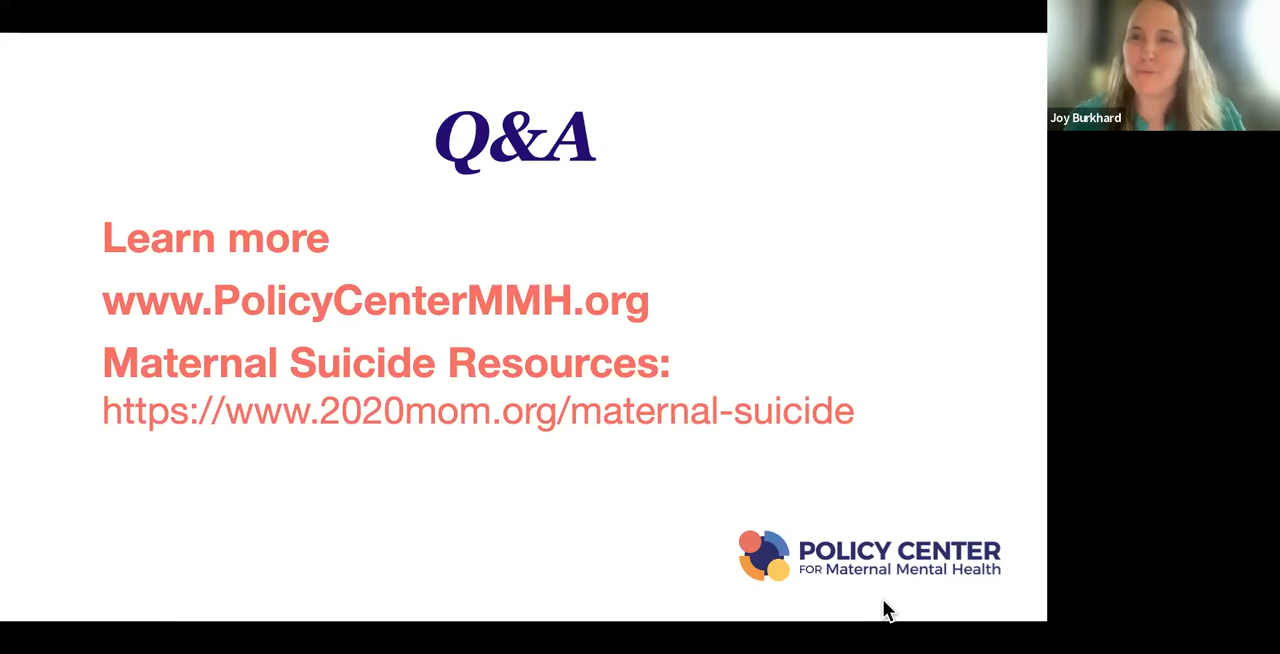 Q&A
Learn more
www.PolicyCenterMMH.org
Maternal Suicide Resources:
https://www.2020mom.org/maternal-suicide
POLICY CENTER
FOR Maternal Mental Health
Joy Burkhard